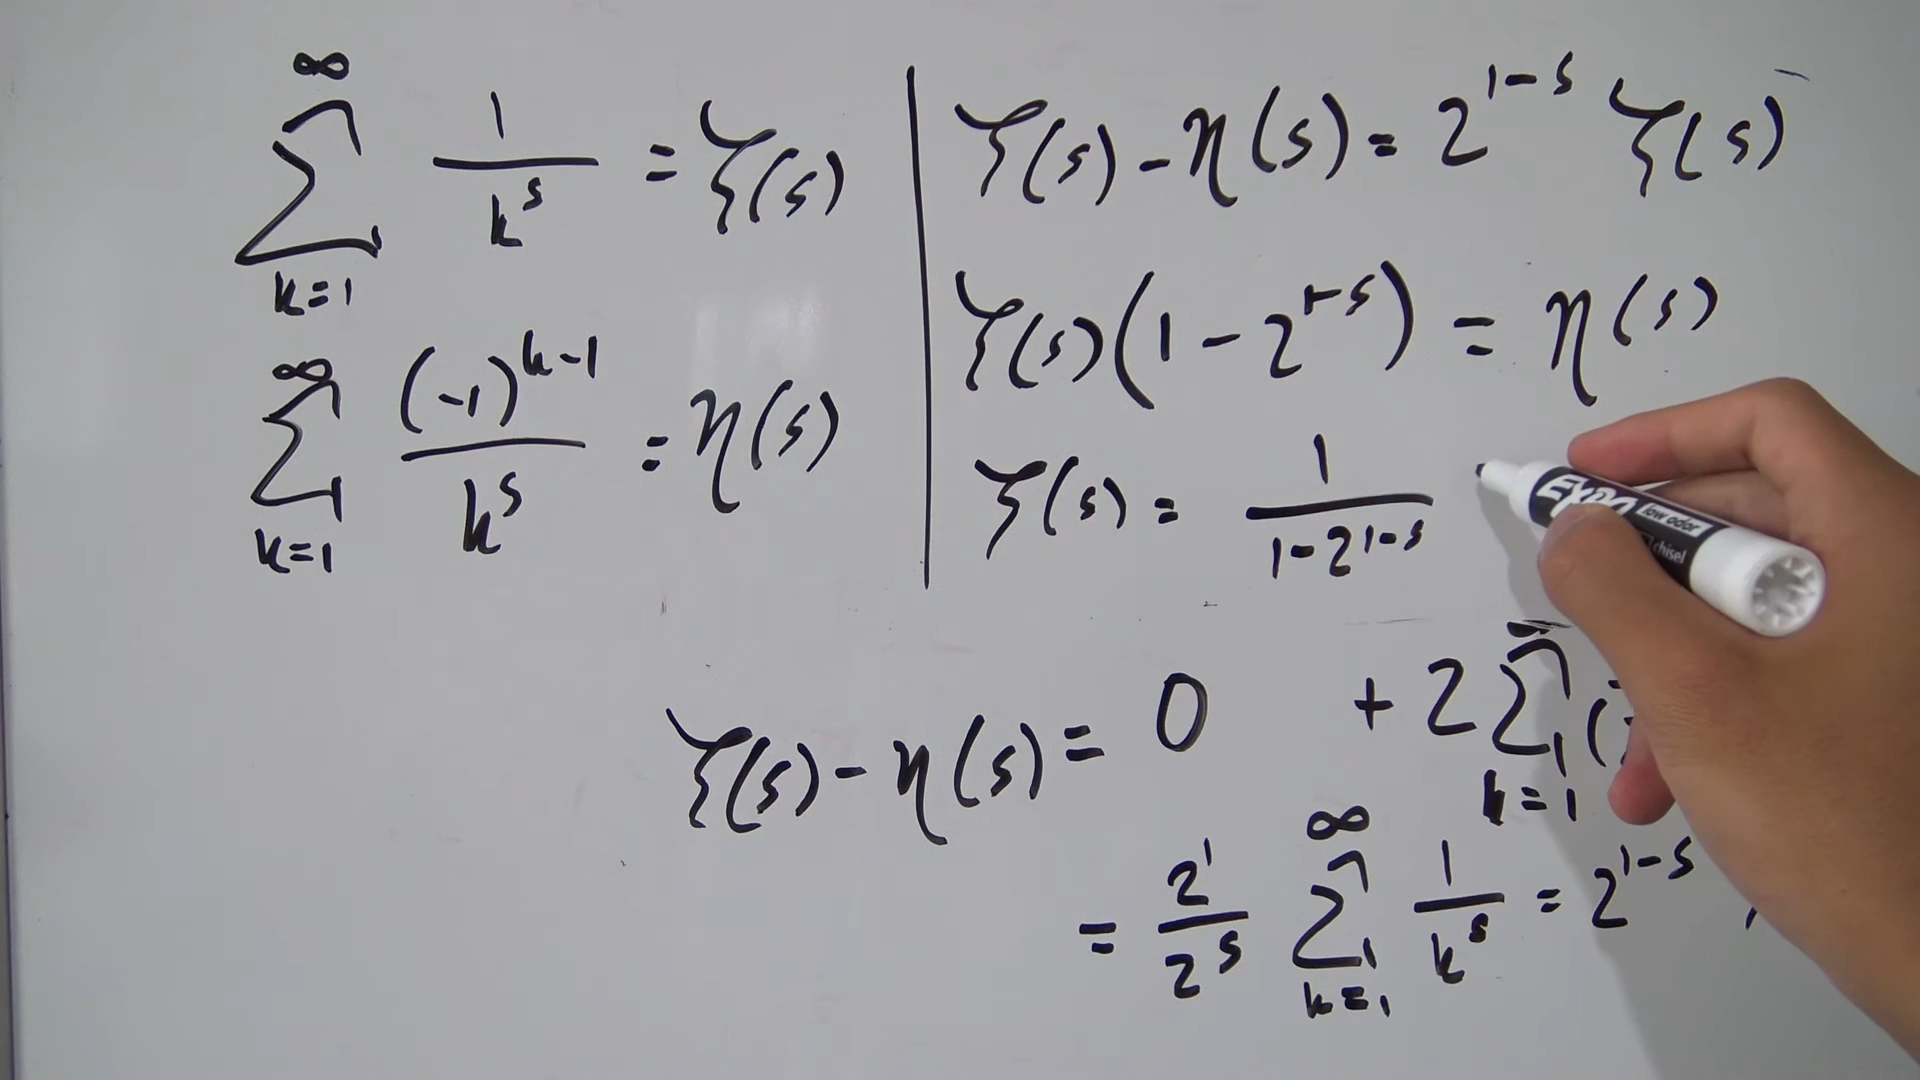 ∞
∑ 1/k^s = ζ(s)
k=1
∞
∑ (-1)^(k-1)/k^s = η(s)
k=1
ζ(s) - η(s) = 2^(1-s) ζ(s)
ζ(s)(1 - 2^(1-s)) = η(s)
ζ(s) = 1/(1-2^(1-s))
EXPO low odor
chisel
ζ(s) - η(s) = 0 + 2∑ (
k=1
∞
= 2^1/2^s ∑ 1/k^s = 2^(1-s)
k=1